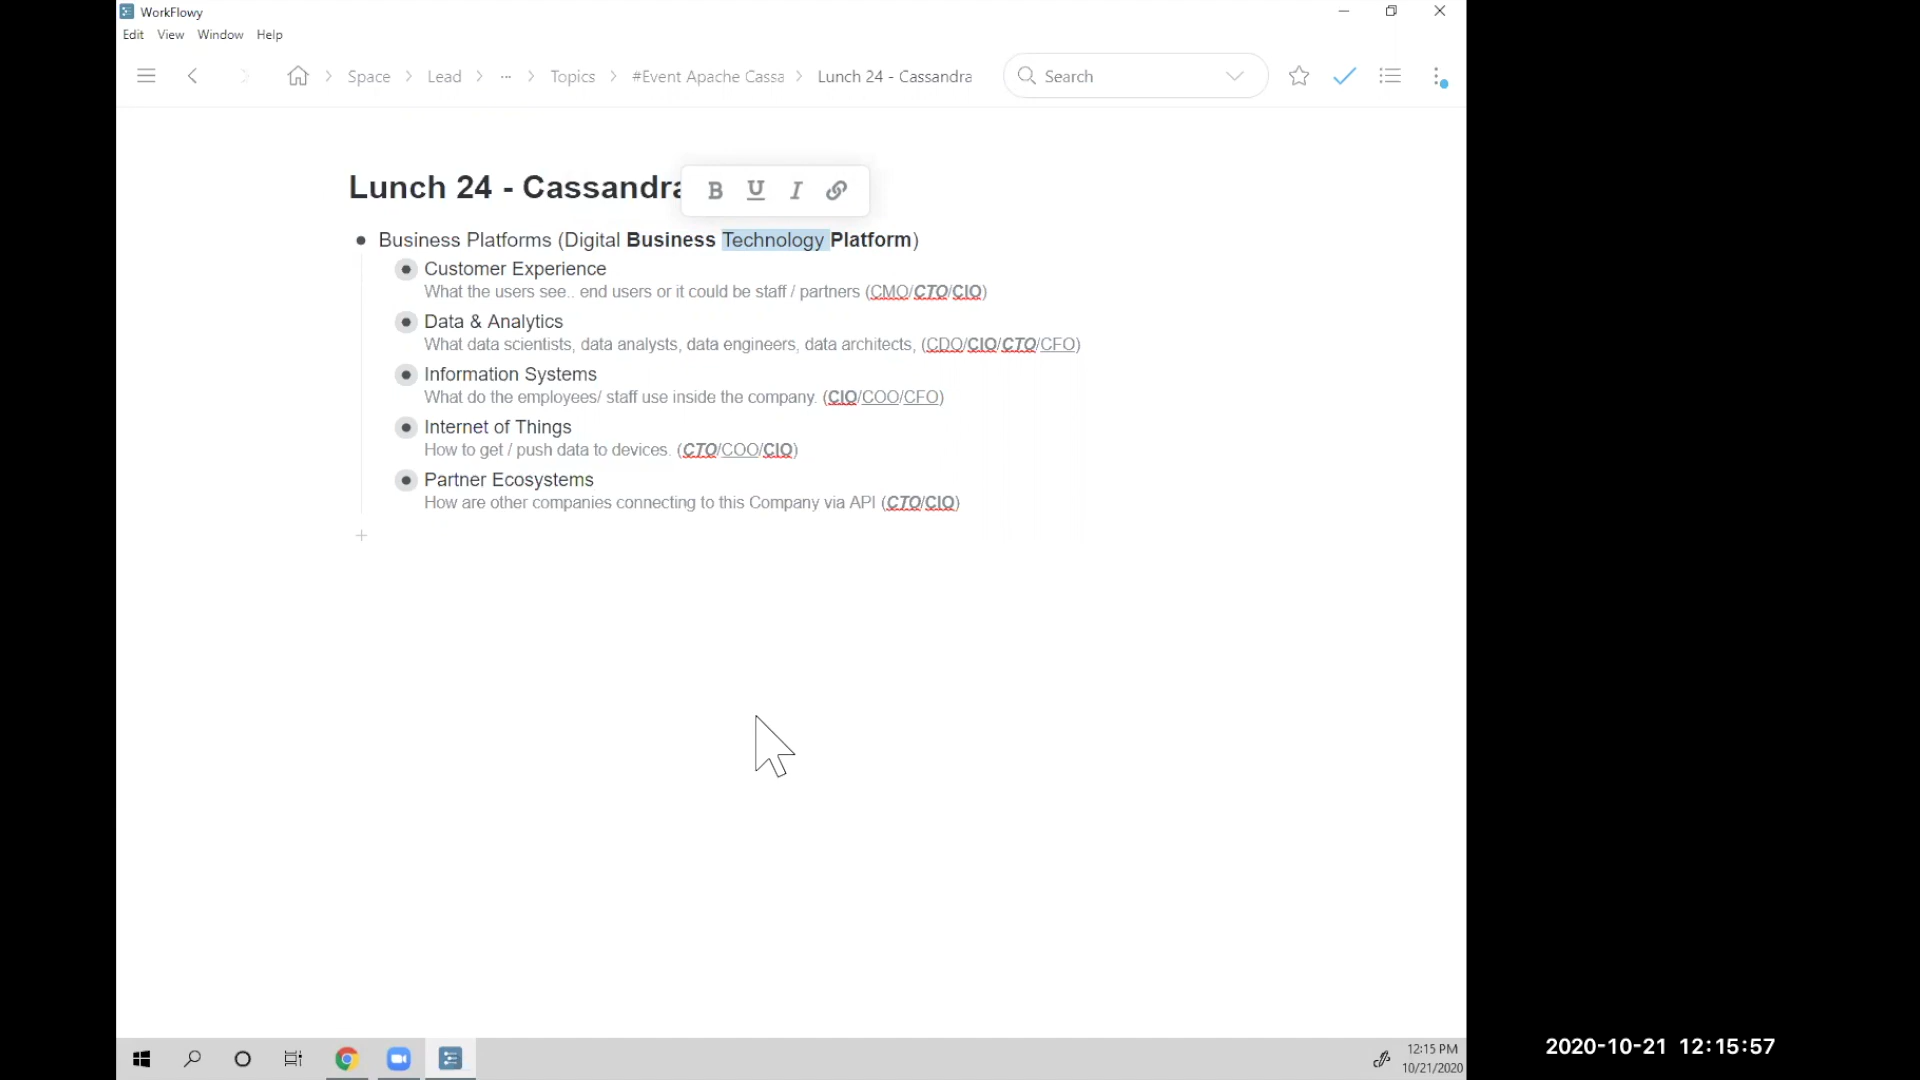 WorkFlowy
Edit View Window Help
Space Lead ... Topics #Event Apache Cassa Lunch 24 - Cassandra Search
Lunch 24 - Cassandra
B U I
Business Platforms (Digital Business Technology Platform)
Customer Experience
What the users see.. end users or it could be staff / partners (CMO/CTO/CIO)
Data & Analytics
What data scientists, data analysts, data engineers, data architects, (CDO/CIO/CTO/CFO)
Information Systems
What do the employees/ staff use inside the company. (CIO/COO/CFO)
Internet of Things
How to get / push data to devices. (CTO/COO/CIO)
Partner Ecosystems
How are other companies connecting to this Company via API (CTO/CIO)
12:15 PM
10/21/2020
2020-10-21 12:15:57